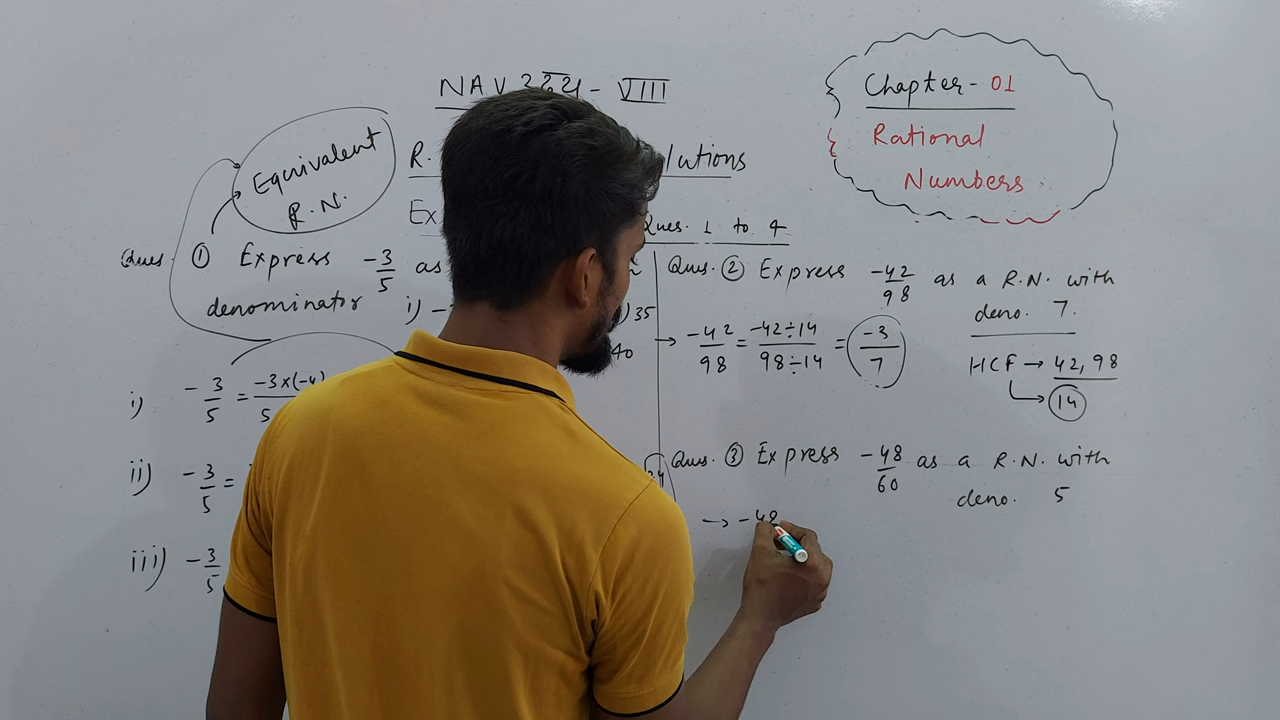 Chapter - 01
Rational
Numbers
NAV - VIII
Equivalent
R.N.
R. lutions
Ex Ques. 1 to 4
Ques. ① Express -3/5 as
denominator i) - 35
40
i) -3/5 = -3×(-4)
5
ii) -3/5 =
iii) -3/5
Ques. ② Express -42/98 as a R.N. with
deno. 7.
→ -42/98 = -42÷14/98÷14 = -3/7
HCF → 42, 98
14
Ques. ③ Express -48/60 as a R.N. with
deno. 5
→ -48